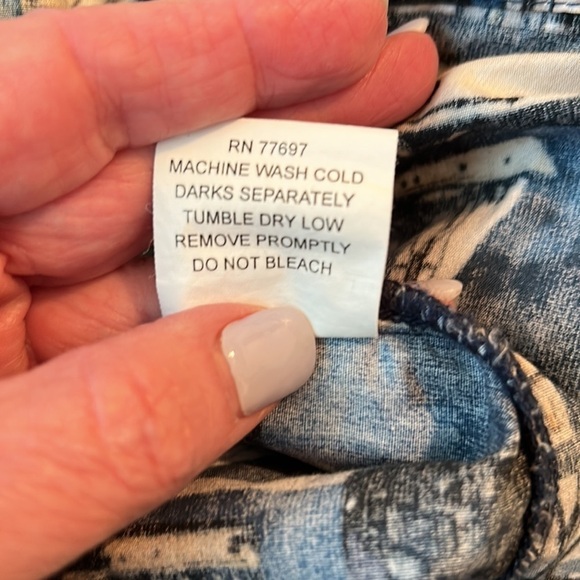 RN 77697
MACHINE WASH COLD
DARKS SEPARATELY
TUMBLE DRY LOW
REMOVE PROMPTLY
DO NOT BLEACH